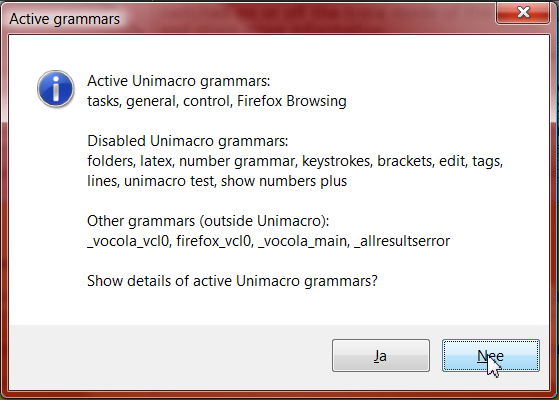 Active grammars
Active Unimacro grammars:
tasks, general, control, Firefox Browsing
Disabled Unimacro grammars:
folders, latex, number grammar, keystrokes, brackets, edit, tags,
lines, unimacro test, show numbers plus
Other grammars (outside Unimacro):
_vocola_vcl0, firefox_vcl0, _vocola_main, _allresultserror
Show details of active Unimacro grammars?
Ja
Nee